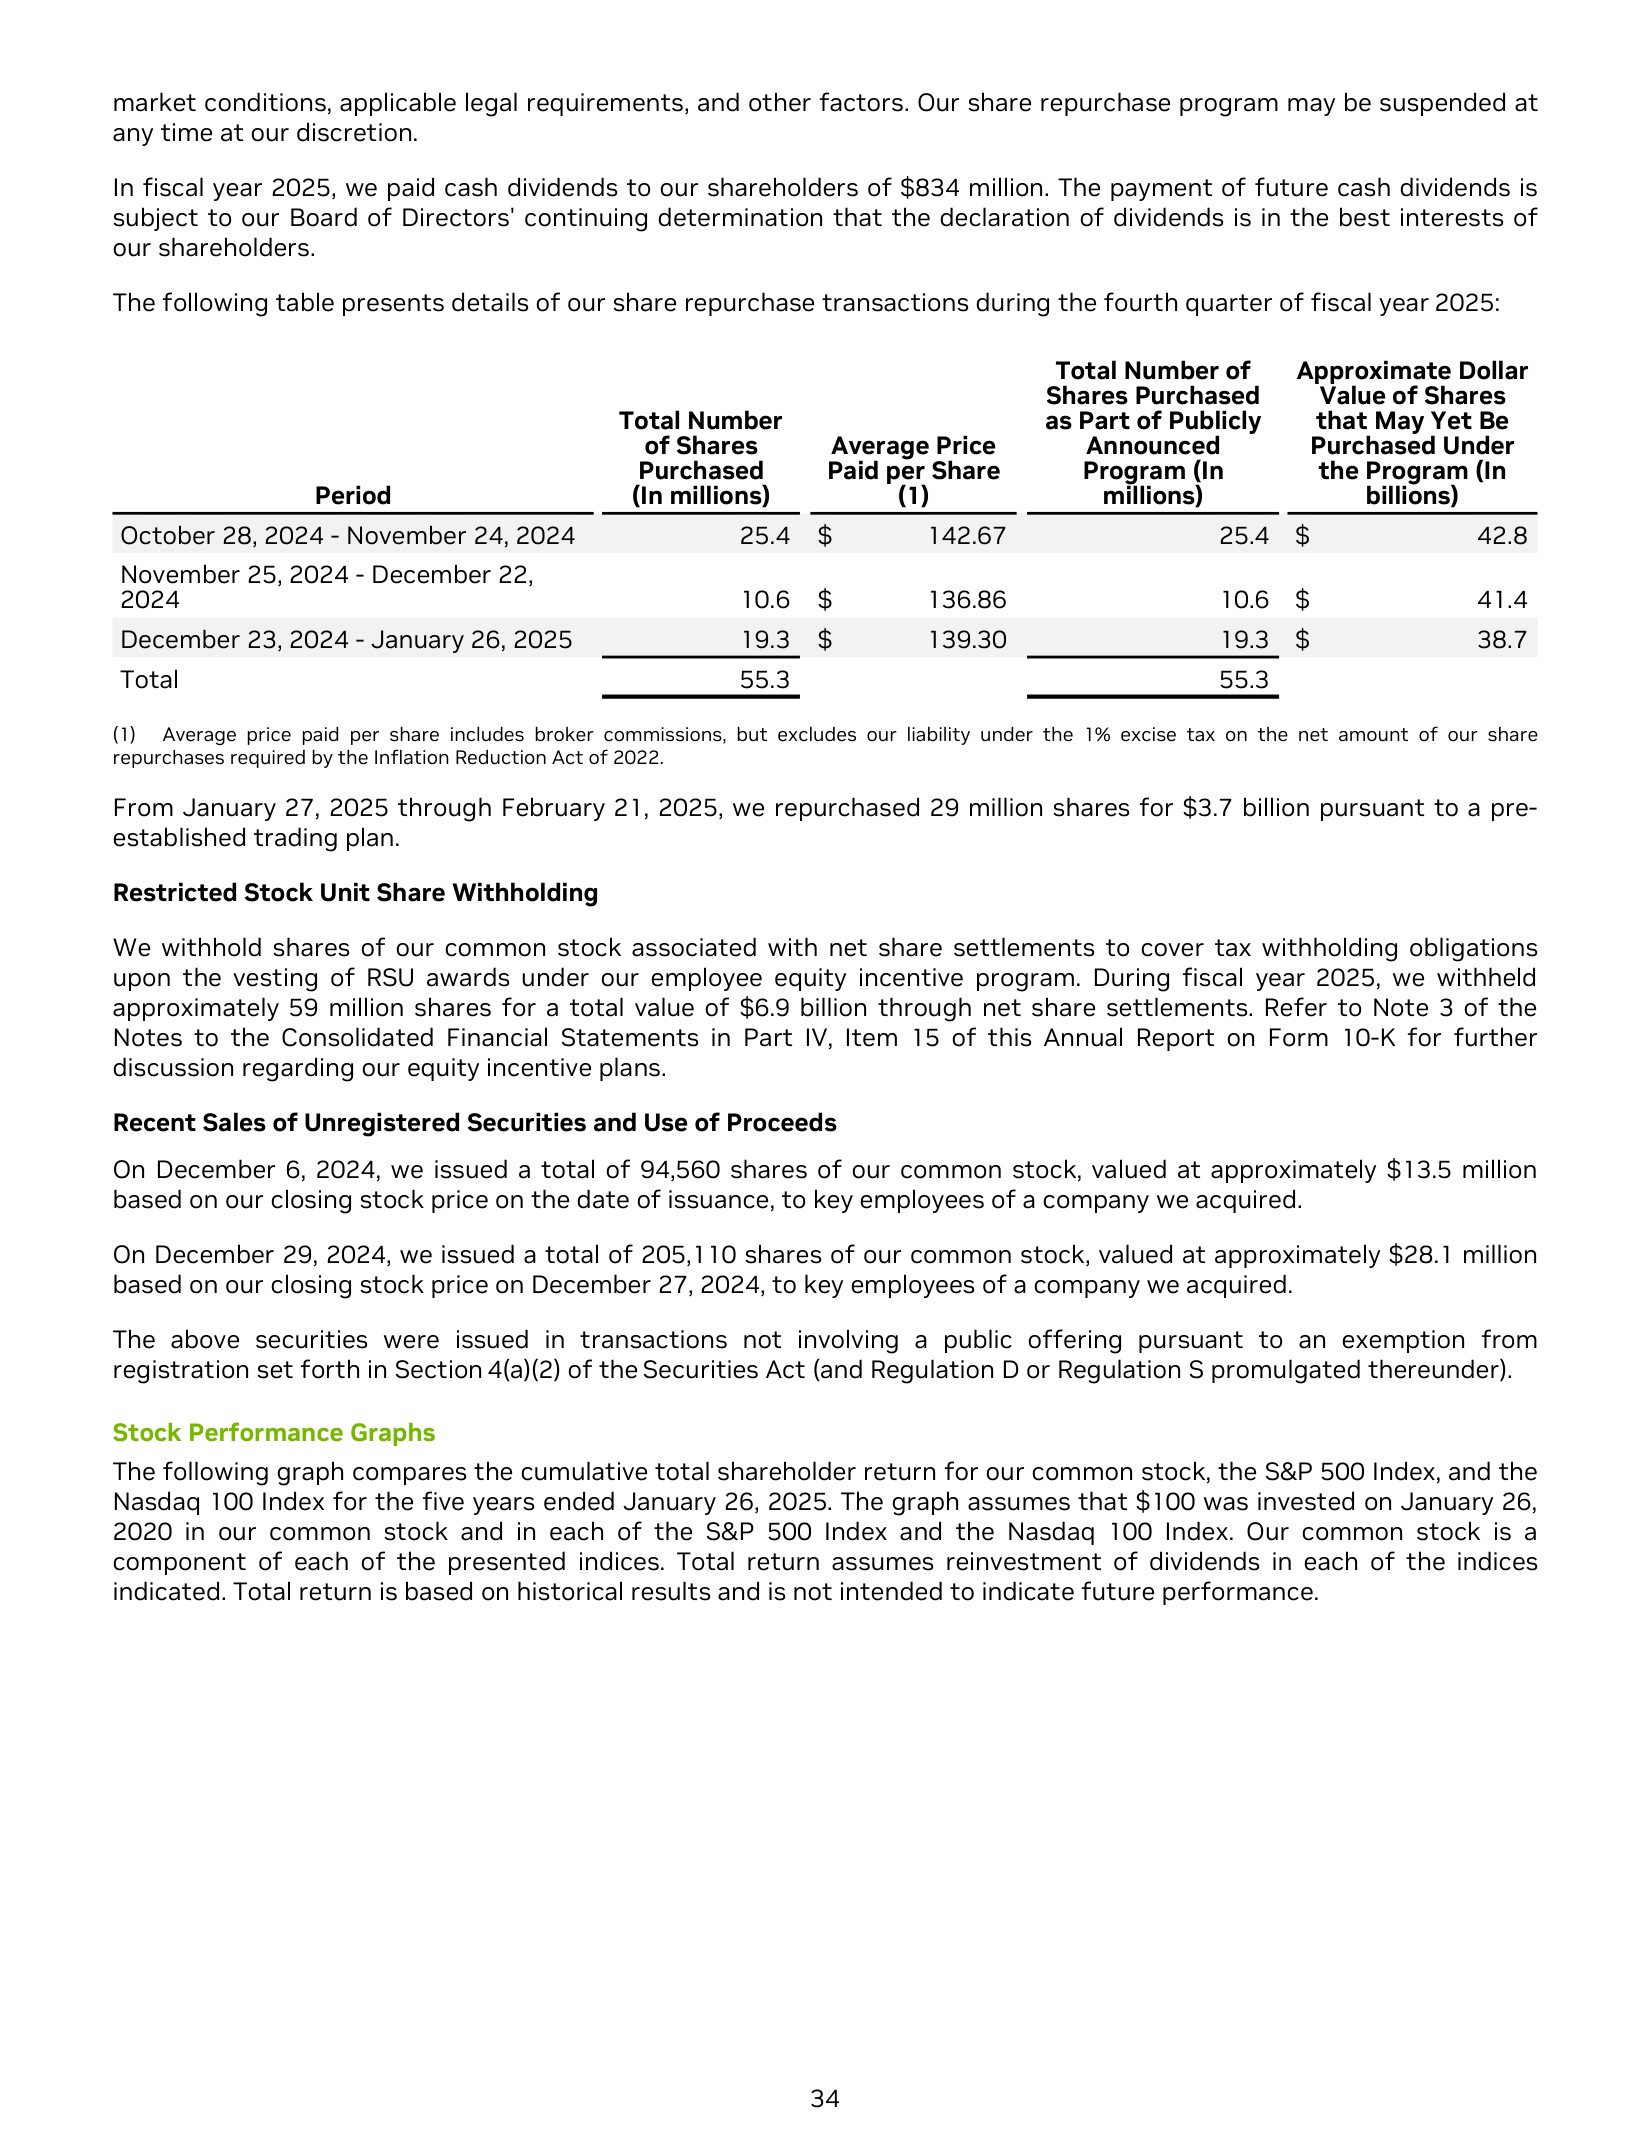 market conditions, applicable legal requirements, and other factors. Our share repurchase program may be suspended at
any time at our discretion.
In fiscal year 2025, we paid cash dividends to our shareholders of $834 million. The payment of future cash dividends is
subject to our Board of Directors' continuing determination that the declaration of dividends is in the best interests of
our shareholders.
The following table presents details of our share repurchase transactions during the fourth quarter of fiscal year 2025:
Period
Total Number
of Shares
Purchased
(In millions)
Average Price
Paid per Share
(1)
Total Number of
Shares Purchased
as Part of Publicly
Announced
Program (In
millions)
Approximate Dollar
Value of Shares
that May Yet Be
Purchased Under
the Program (In
billions)
October 28, 2024 - November 24, 2024 25.4 $ 142.67 25.4 $ 42.8
November 25, 2024 - December 22,
2024 10.6 $ 136.86 10.6 $ 41.4
December 23, 2024 - January 26, 2025 19.3 $ 139.30 19.3 $ 38.7
Total 55.3 55.3
(1) Average price paid per share includes broker commissions, but excludes our liability under the 1% excise tax on the net amount of our share
repurchases required by the Inflation Reduction Act of 2022.
From January 27, 2025 through February 21, 2025, we repurchased 29 million shares for $3.7 billion pursuant to a pre-
established trading plan.
Restricted Stock Unit Share Withholding
We withhold shares of our common stock associated with net share settlements to cover tax withholding obligations
upon the vesting of RSU awards under our employee equity incentive program. During fiscal year 2025, we withheld
approximately 59 million shares for a total value of $6.9 billion through net share settlements. Refer to Note 3 of the
Notes to the Consolidated Financial Statements in Part IV, Item 15 of this Annual Report on Form 10-K for further
discussion regarding our equity incentive plans.
Recent Sales of Unregistered Securities and Use of Proceeds
On December 6, 2024, we issued a total of 94,560 shares of our common stock, valued at approximately $13.5 million
based on our closing stock price on the date of issuance, to key employees of a company we acquired.
On December 29, 2024, we issued a total of 205,110 shares of our common stock, valued at approximately $28.1 million
based on our closing stock price on December 27, 2024, to key employees of a company we acquired.
The above securities were issued in transactions not involving a public offering pursuant to an exemption from
registration set forth in Section 4(a)(2) of the Securities Act (and Regulation D or Regulation S promulgated thereunder).
Stock Performance Graphs
The following graph compares the cumulative total shareholder return for our common stock, the S&P 500 Index, and the
Nasdaq 100 Index for the five years ended January 26, 2025. The graph assumes that $100 was invested on January 26,
2020 in our common stock and in each of the S&P 500 Index and the Nasdaq 100 Index. Our common stock is a
component of each of the presented indices. Total return assumes reinvestment of dividends in each of the indices
indicated. Total return is based on historical results and is not intended to indicate future performance.
34